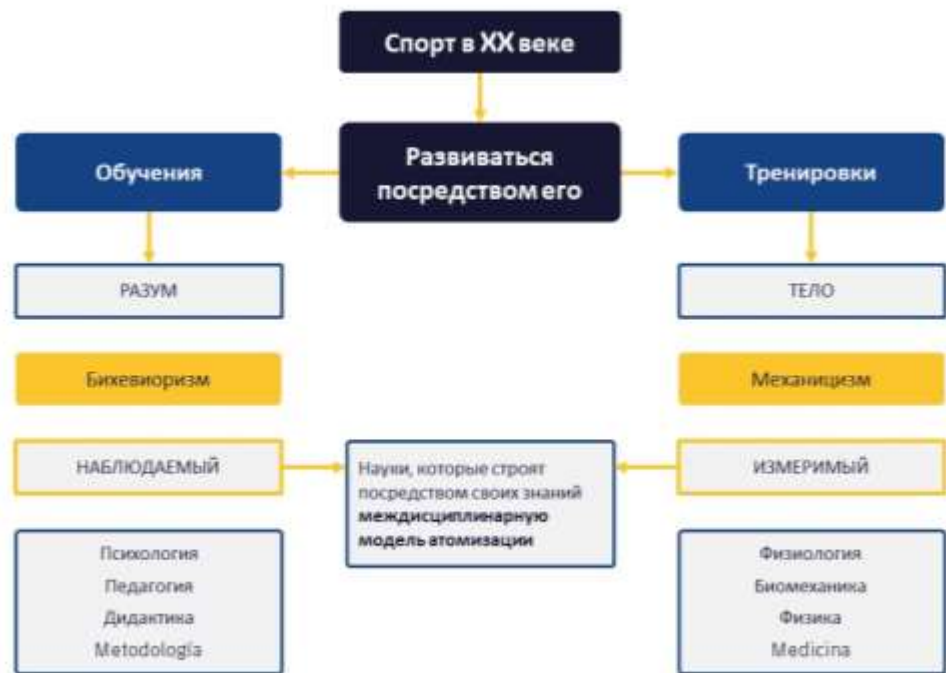 Спорт в XX веке
Обучения
Развиваться
посредством его
Тренировки
РАЗУМ
ТЕЛО
Бихевиоризм
Механицизм
НАБЛЮДАЕМЫЙ
Науки, которые строят
посредством своих знаний
междисциплинарную
модель атомизации
ИЗМЕРИМЫЙ
Психология
Педагогия
Дидактика
Metodología
Физиология
Биомеханика
Физика
Medicina